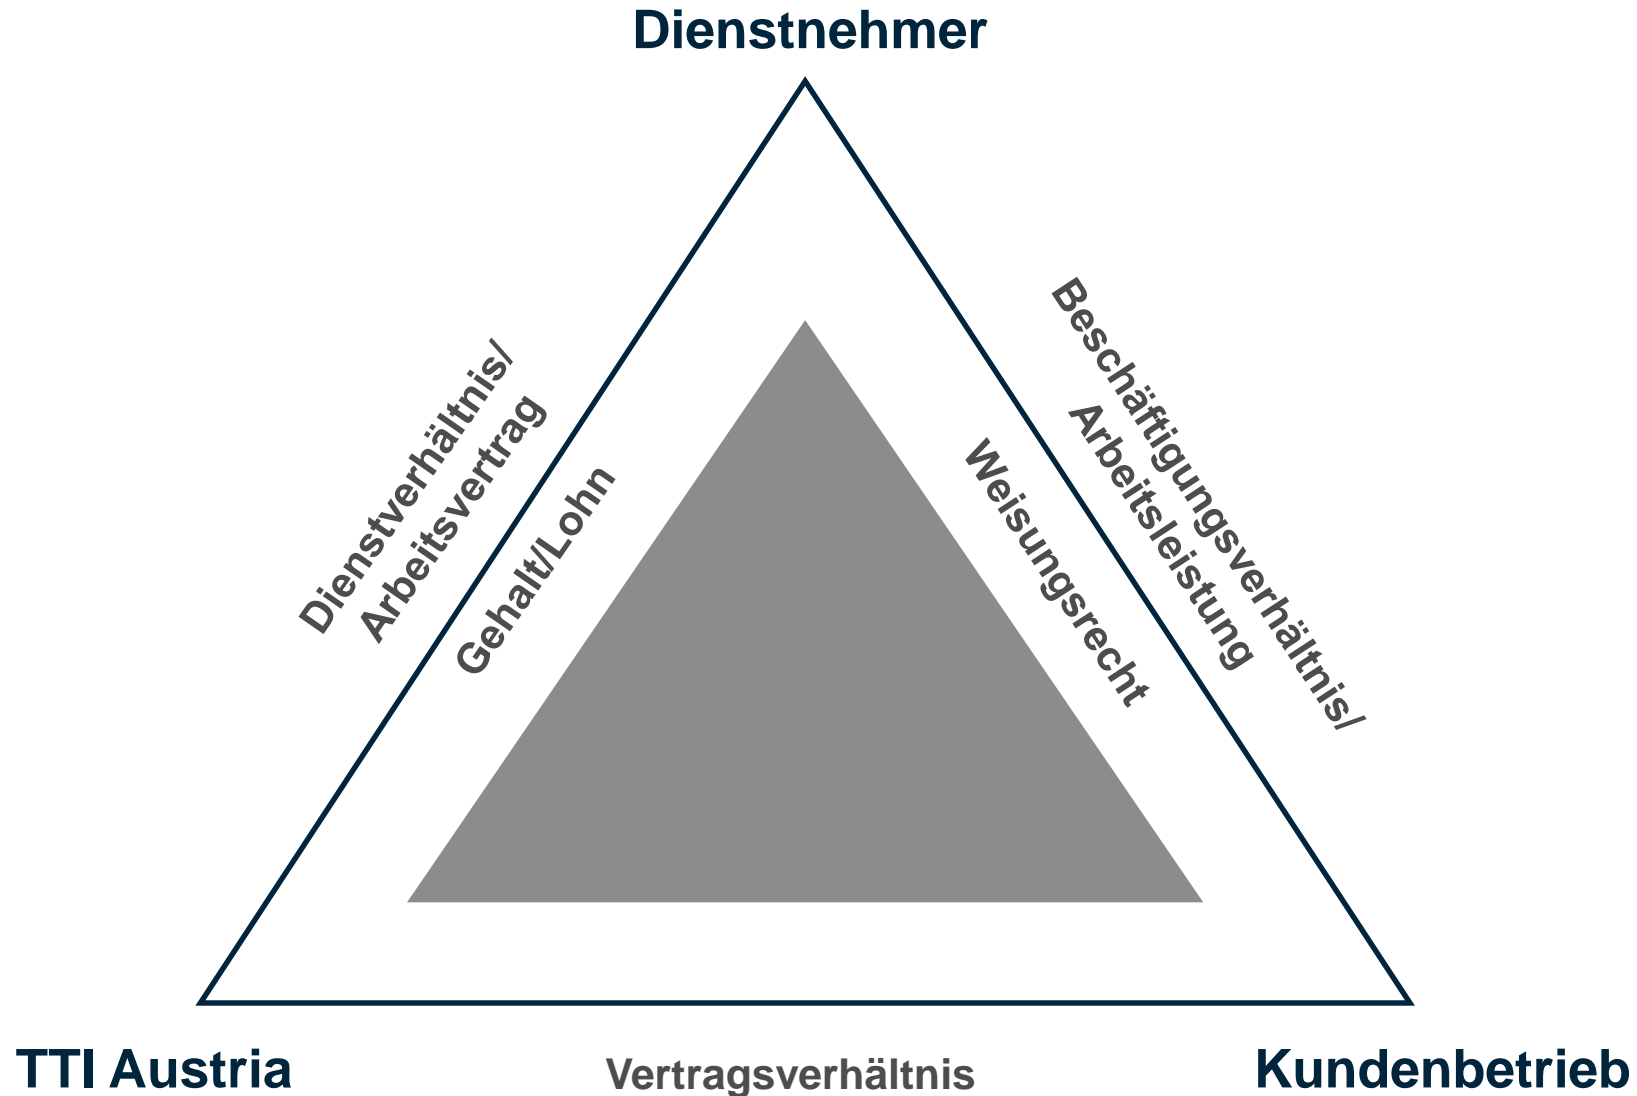 Dienstnehmer
Dienstverhältnis/
Arbeitsvertrag
Gehalt/Lohn
Weisungsrecht
Beschäftigungsverhältnis/
Arbeitsleistung
TTI Austria
Vertragsverhältnis
Kundenbetrieb